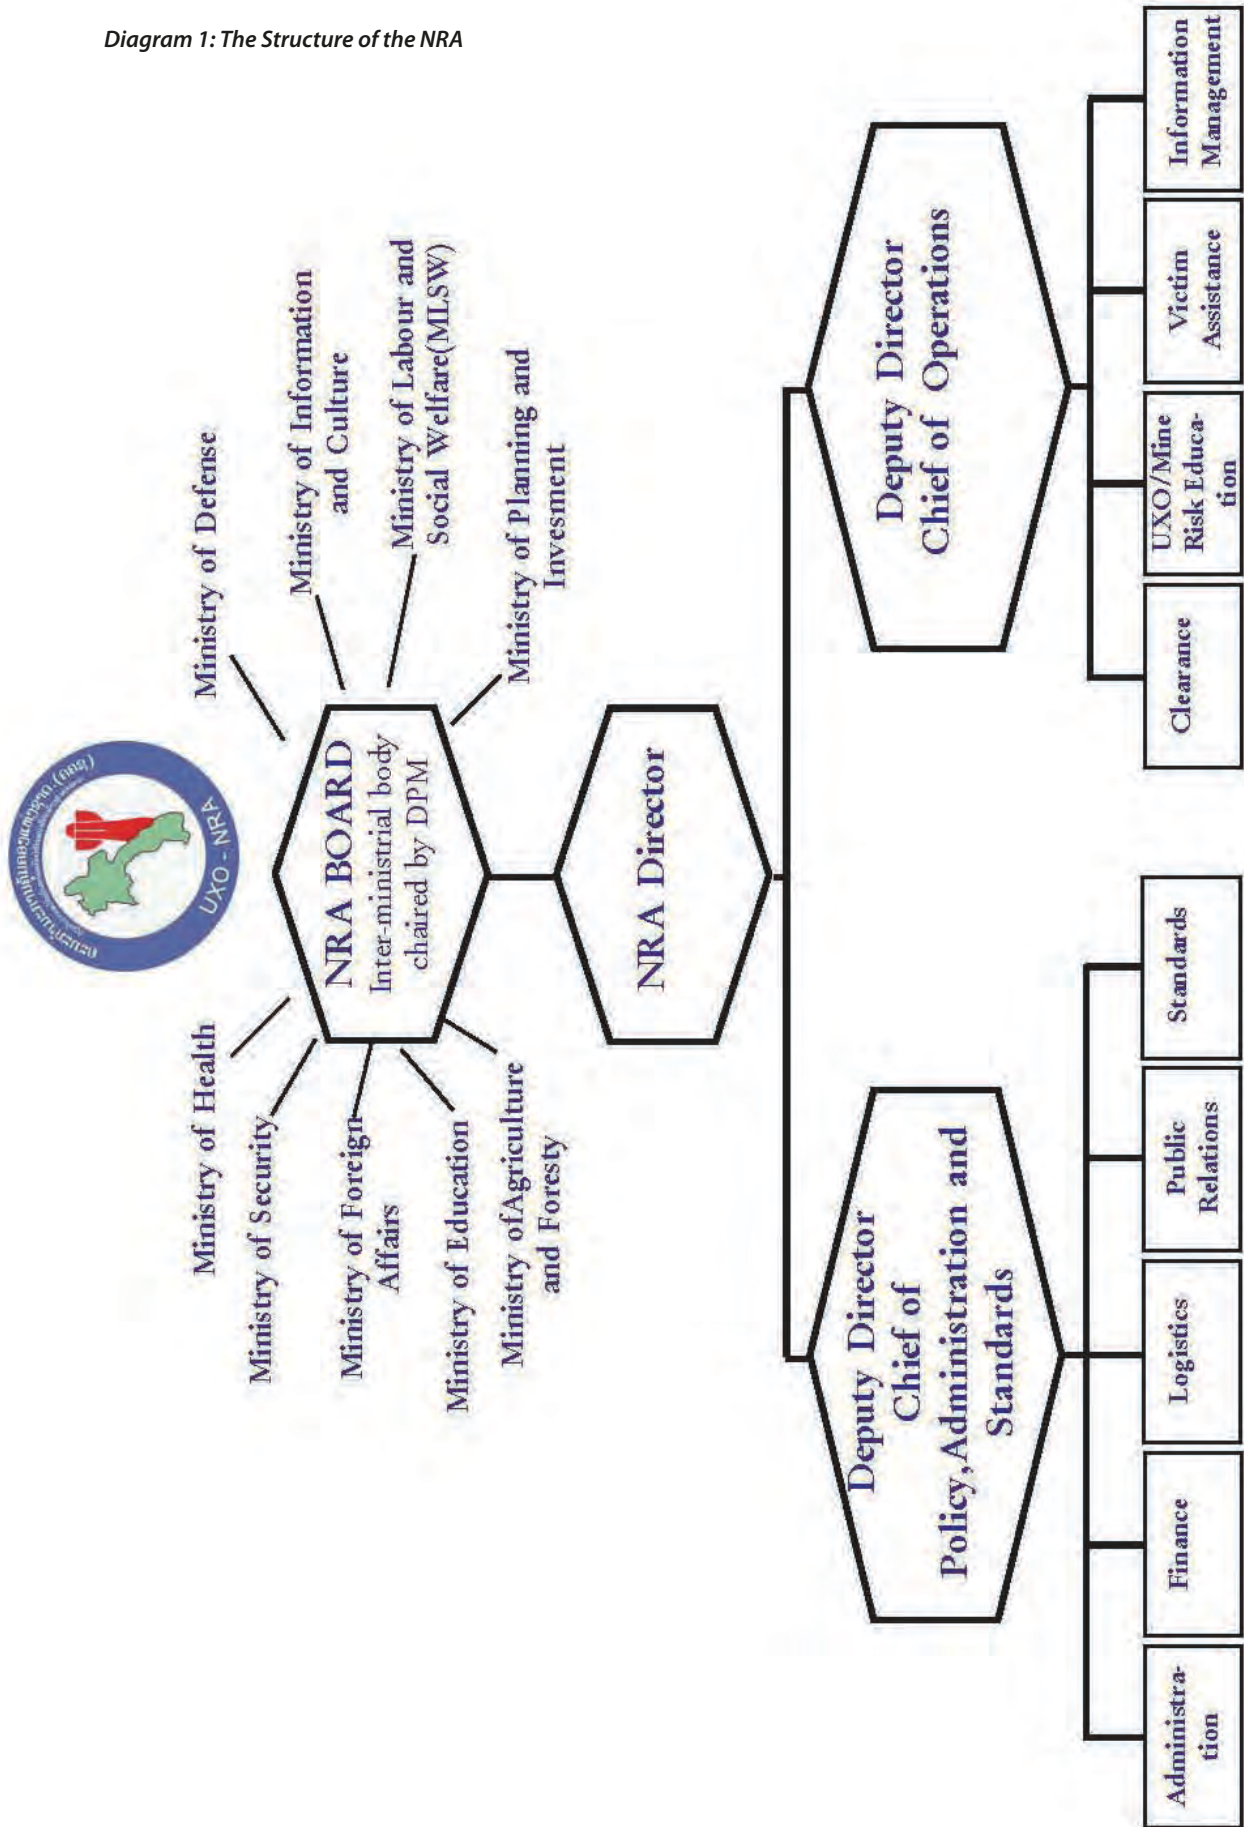 Diagram 1: The Structure of the NRA
UXO - NRA
Ministry of Health
Ministry of Security
Ministry of Foreign
Affairs
Ministry of Education
Ministry ofAgriculture
and Foresty
Ministry of Defense
Ministry of Information
and Culture
Ministry of Labour and
Social Welfare(MLSW)
Ministry of Planning and
Invesment
NRA BOARD
Inter-ministrial body
chaired by DPM
NRA Director
Deputy Director
Chief of
Policy,Administration and
Standards
Deputy Director
Chief of Operations
Administra-
tion
Finance
Logistics
Public
Relations
Standards
Clearance
UXO/Mine
Risk Educa-
tion
Victim
Assistance
Information
Management